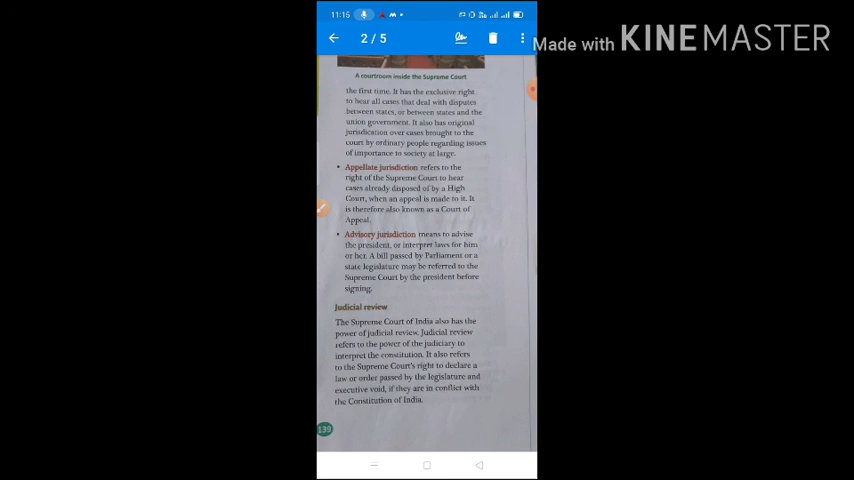 11:15
2 / 5
Made with KINEMASTER
A courtroom inside the Supreme Court
the first time. It has the exclusive right
to hear all cases that deal with disputes
between states, or between states and the
union government. It also has original
jurisdiction over cases brought to the
court by ordinary people regarding issues
of importance to society at large.
• Appellate jurisdiction refers to the
right of the Supreme Court to hear
cases already disposed of by a High
Court, when an appeal is made to it. It
is therefore also known as a Court of
Appeal.
• Advisory jurisdiction means to advise
the president, or interpret laws for him
or her. A bill passed by Parliament or a
state legislature may be referred to the
Supreme Court by the president before
signing.
Judicial review
The Supreme Court of India also has the
power of judicial review. Judicial review
refers to the power of the judiciary to
interpret the constitution. It also refers
to the Supreme Court's right to declare a
law or order passed by the legislature and
executive void, if they are in conflict with
the Constitution of India.
139